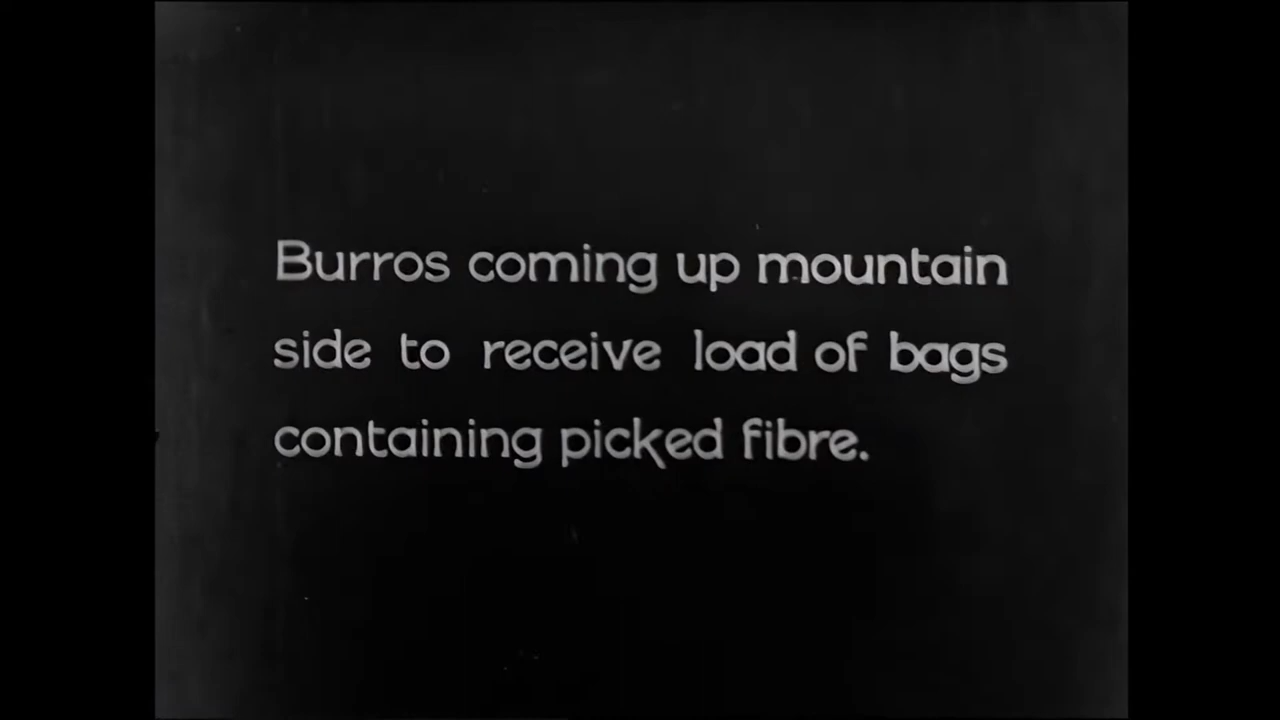 Burros coming up mountain
side to receive load of bags
containing picked fibre.